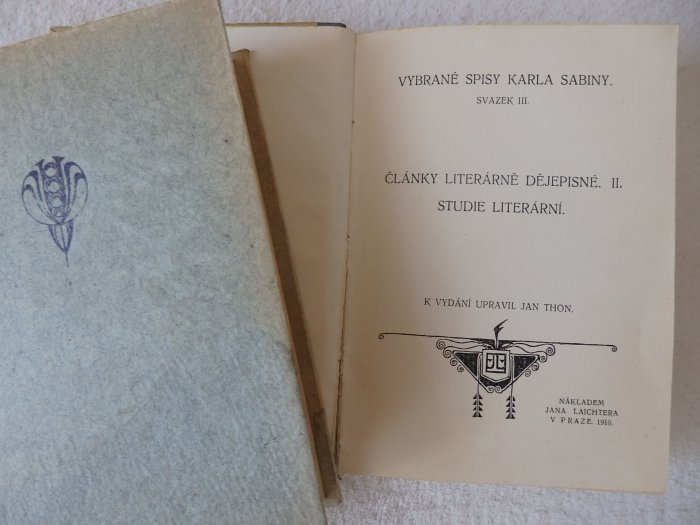 VYBRANÉ SPISY KARLA SABINY.
SVAZEK III.
ČLÁNKY LITERÁRNĚ DĚJEPISNÉ. II.
STUDIE LITERÁRNÍ.
K VYDÁNÍ UPRAVIL JAN THON.
NÁKLADEM
JANA LAICHTERA
V PRAZE. 1916.